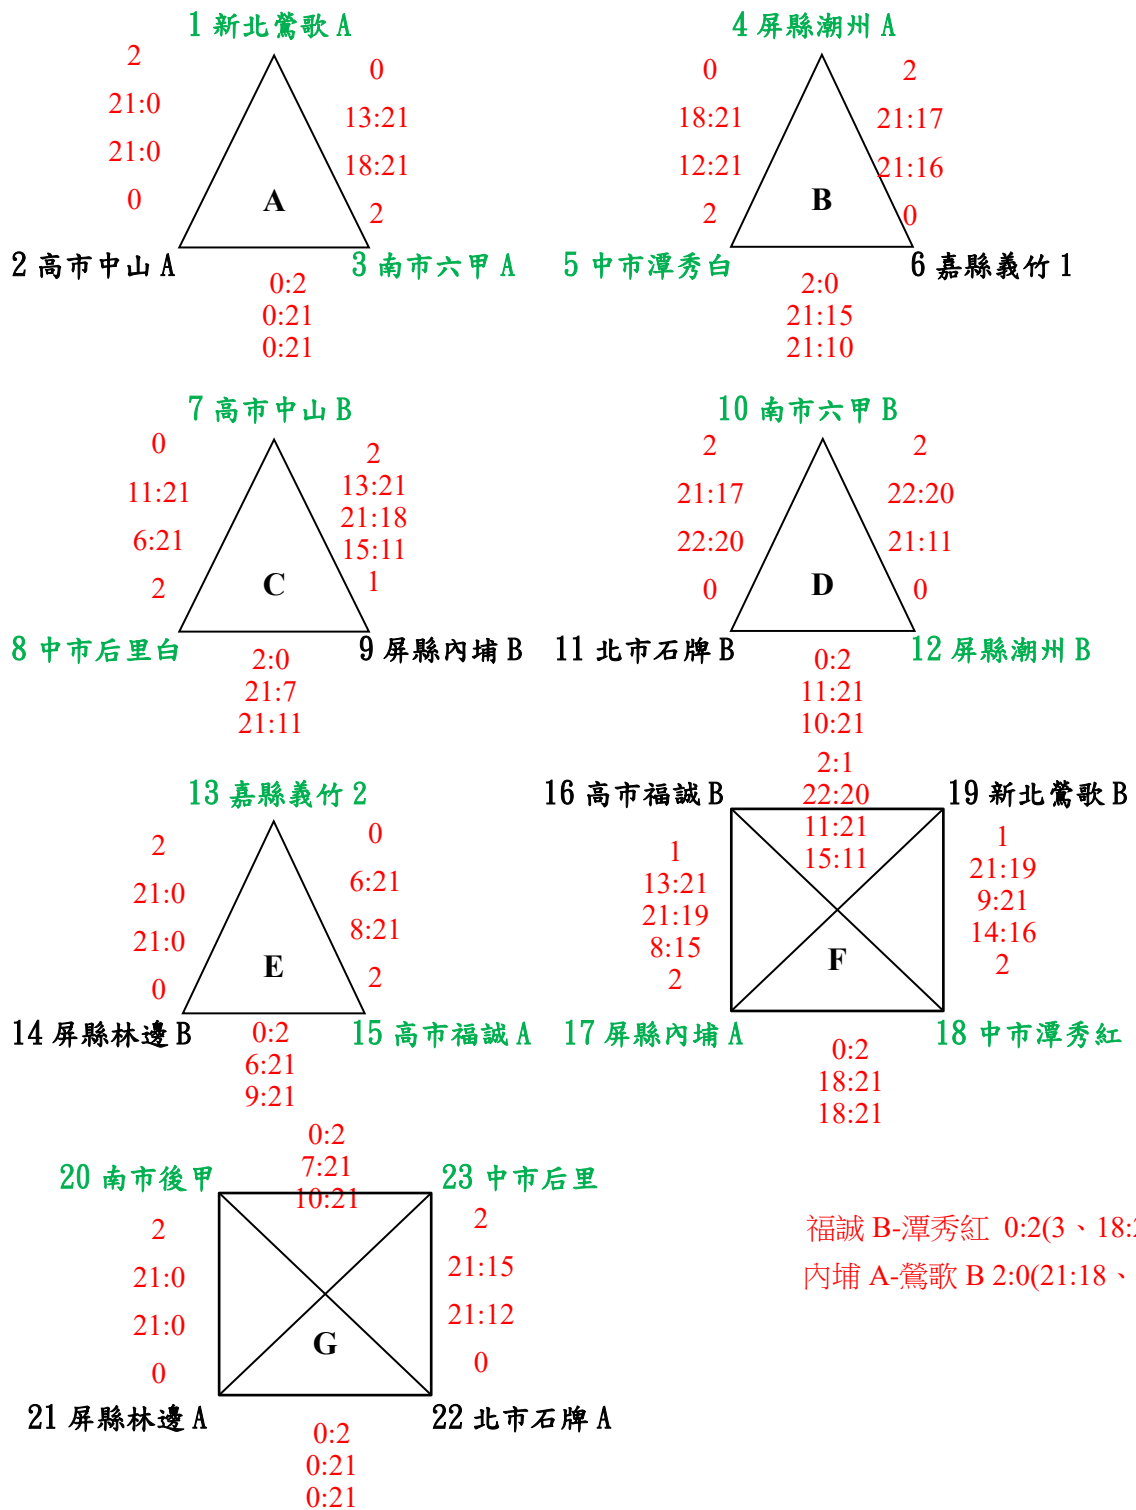 1 新北鶯歌 A
2
21:0
21:0
0
0
13:21
18:21
2
A
2 高市中山 A
3 南市六甲 A
0:2
0:21
0:21
4 屏縣潮州 A
0
18:21
12:21
2
2
21:17
21:16
0
B
5 中市潭秀白
6 嘉縣義竹 1
2:0
21:15
21:10
7 高市中山 B
0
11:21
6:21
2
2
13:21
21:18
15:11
1
C
8 中市后里白
9 屏縣內埔 B
2:0
21:7
21:11
10 南市六甲 B
2
21:17
22:20
0
2
22:20
21:11
0
D
11 北市石牌 B
12 屏縣潮州 B
0:2
11:21
10:21
13 嘉縣義竹 2
2
21:0
21:0
0
0
6:21
8:21
2
E
14 屏縣林邊 B
15 高市福誠 A
0:2
6:21
9:21
16 高市福誠 B
2:1
22:20
11:21
15:11
19 新北鶯歌 B
1
13:21
21:19
8:15
2
1
21:19
9:21
14:16
2
F
17 屏縣內埔 A
18 中市潭秀紅
0:2
18:21
18:21
20 南市後甲
0:2
7:21
10:21
23 中市后里
2
21:0
21:0
0
2
21:15
21:12
0
G
21 屏縣林邊 A
22 北市石牌 A
0:2
0:21
0:21
福誠 B-潭秀紅 0:2(3、18:
內埔 A-鶯歌 B 2:0(21:18、